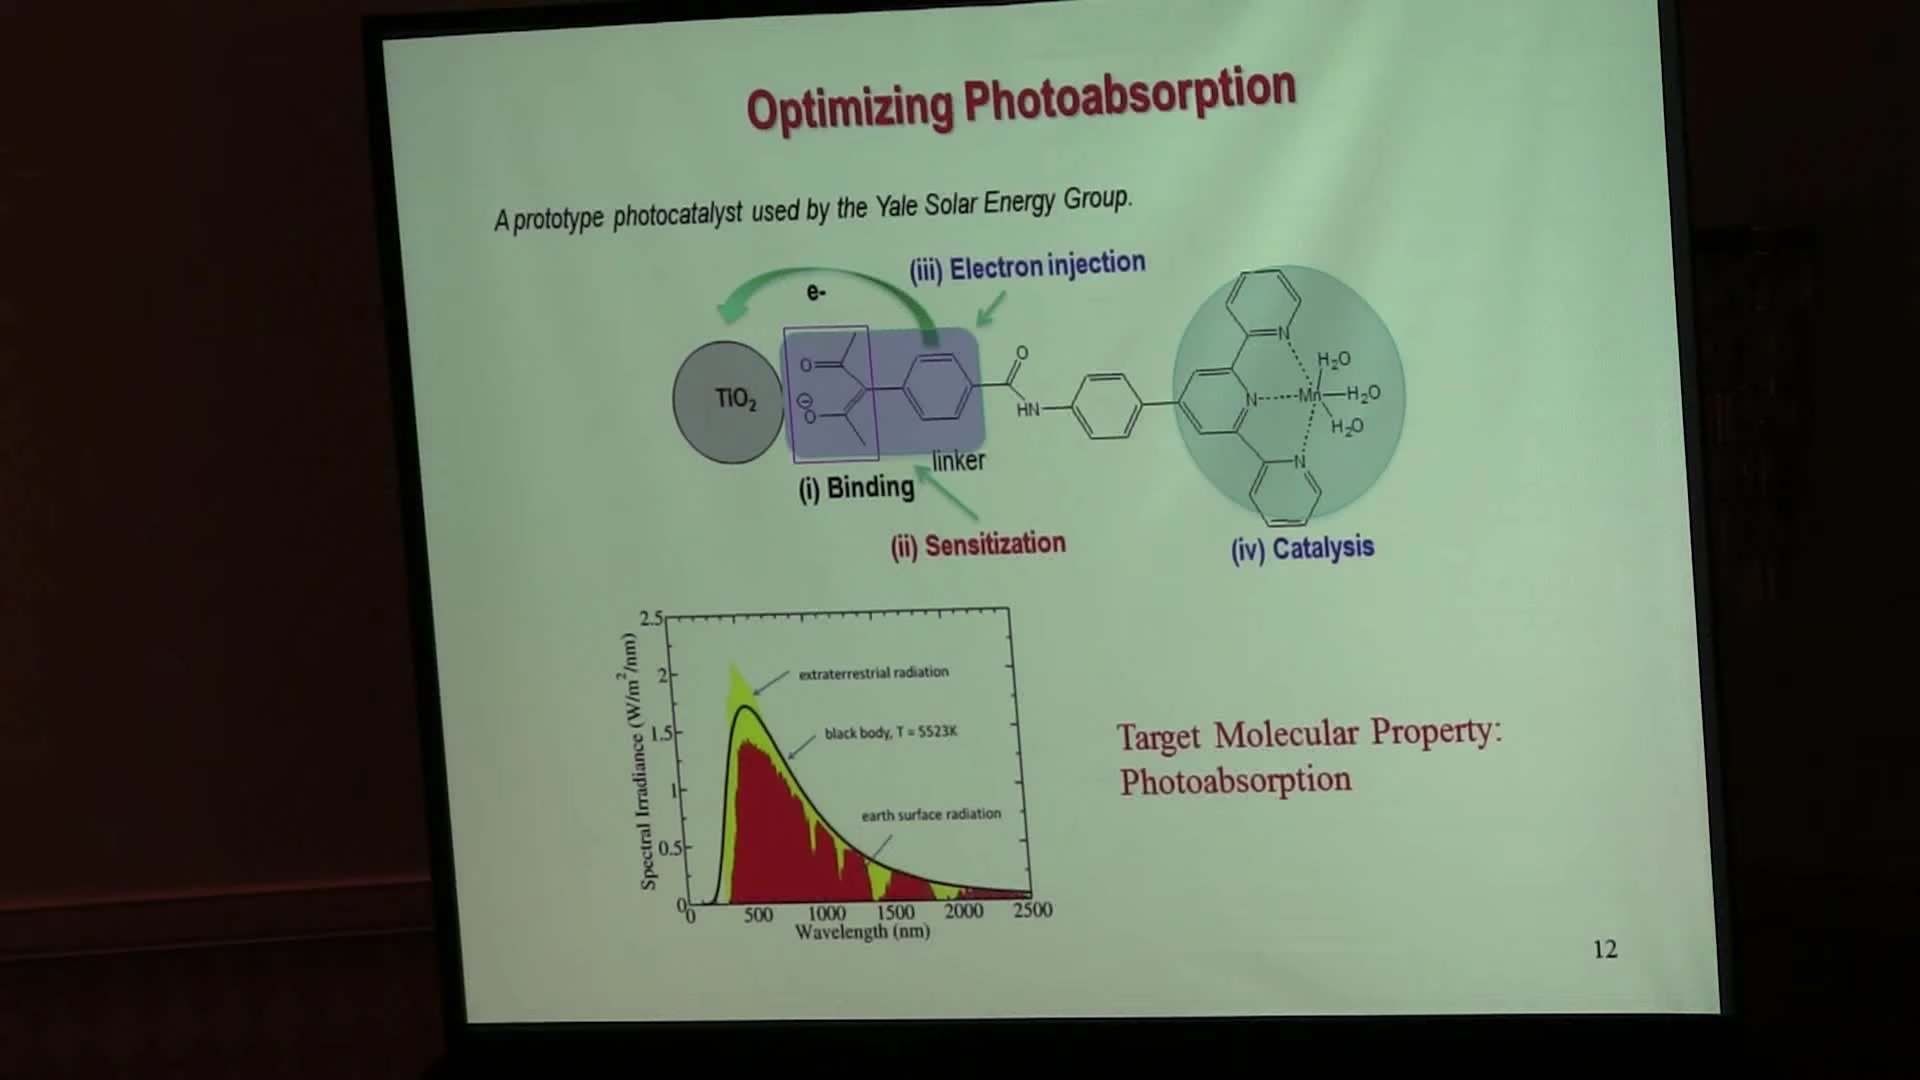 Optimizing Photoabsorption
A prototype photocatalyst used by the Yale Solar Energy Group.
(iii) Electron injection
e-
TiO2
O
⊖
O
O
HN
N
N
N
Mn
H2O
H2O
H2O
linker
(i) Binding
(ii) Sensitization
(iv) Catalysis
Spectral Irradiance (W/m²/nm)
2.5
2
1.5
1
0.5
0
extraterrestrial radiation
black body, T = 5523K
earth surface radiation
0 500 1000 1500 2000 2500
Wavelength (nm)
Target Molecular Property:
Photoabsorption
12